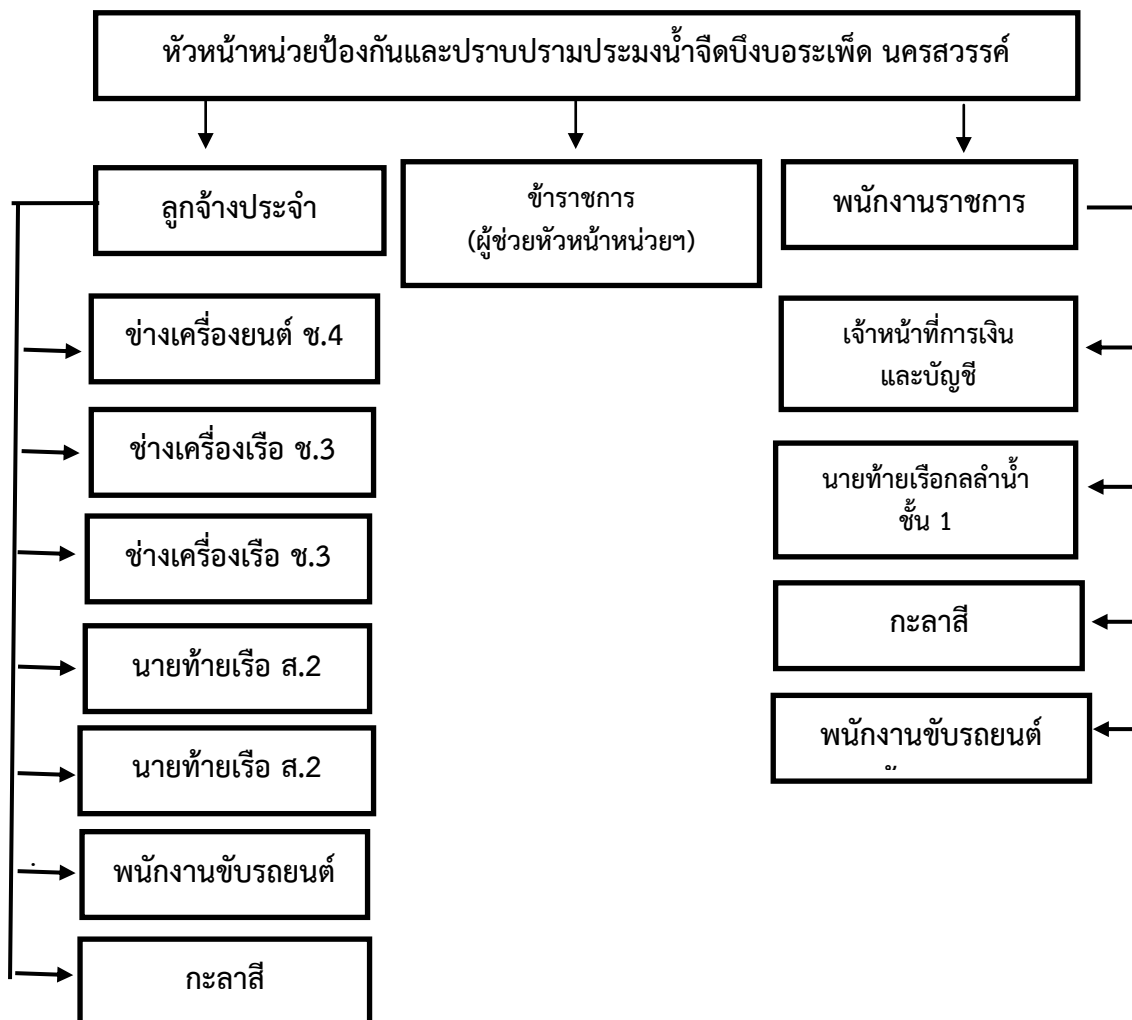 หัวหน้าหน่วยป้องกันและปราบปรามประมงน้ำจืดบึงบอระเพ็ด นครสวรรค์
ลูกจ้างประจำ
ข้าราชการ
(ผู้ช่วยหัวหน้าหน่วยฯ)
พนักงานราชการ
ข่างเครื่องยนต์ ช.4
ช่างเครื่องเรือ ช.3
ช่างเครื่องเรือ ช.3
นายท้ายเรือ ส.2
นายท้ายเรือ ส.2
พนักงานขับรถยนต์
กะลาสี
เจ้าหน้าที่การเงิน
และบัญชี
นายท้ายเรือกลลำน้ำ
ชั้น 1
กะลาสี
พนักงานขับรถยนต์